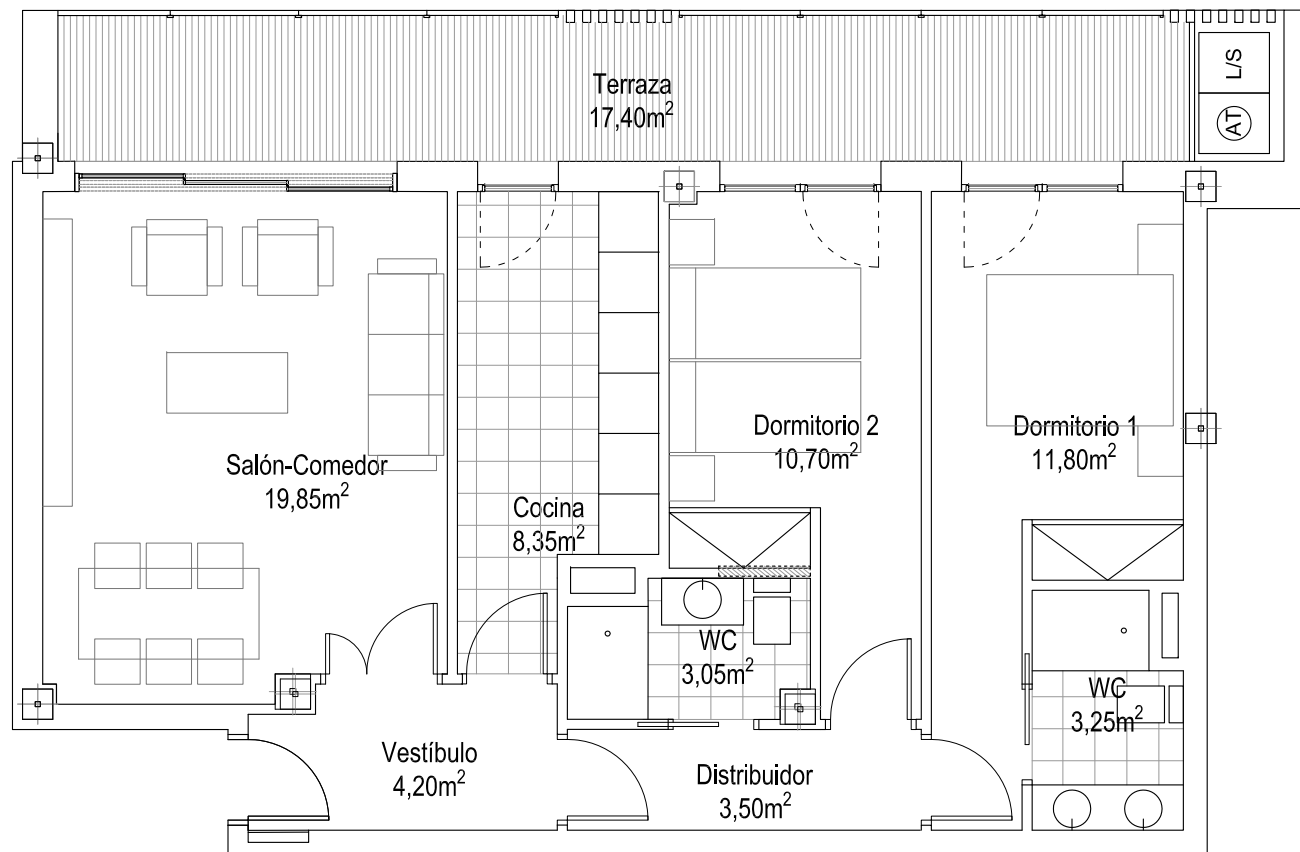 Terraza
17,40m²
L/S
AT
Dormitorio 2
10,70m²
Dormitorio 1
11,80m²
Salón-Comedor
19,85m²
Cocina
8,35m²
WC
3,05m²
WC
3,25m²
Vestíbulo
4,20m²
Distribuidor
3,50m²